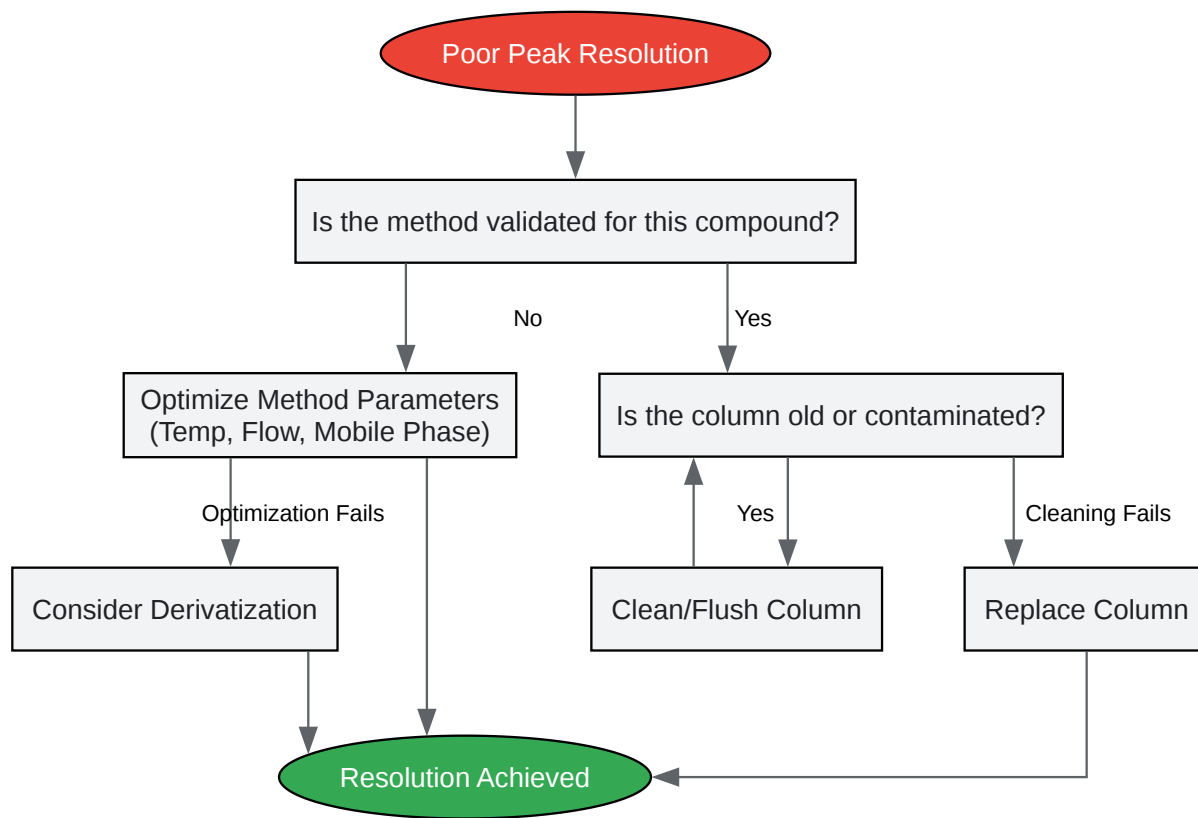 Poor Peak Resolution
Is the method validated for this compound?
No
Yes
Optimize Method Parameters
(Temp, Flow, Mobile Phase)
Is the column old or contaminated?
Optimization Fails
Yes
Cleaning Fails
Consider Derivatization
Clean/Flush Column
Replace Column
Resolution Achieved